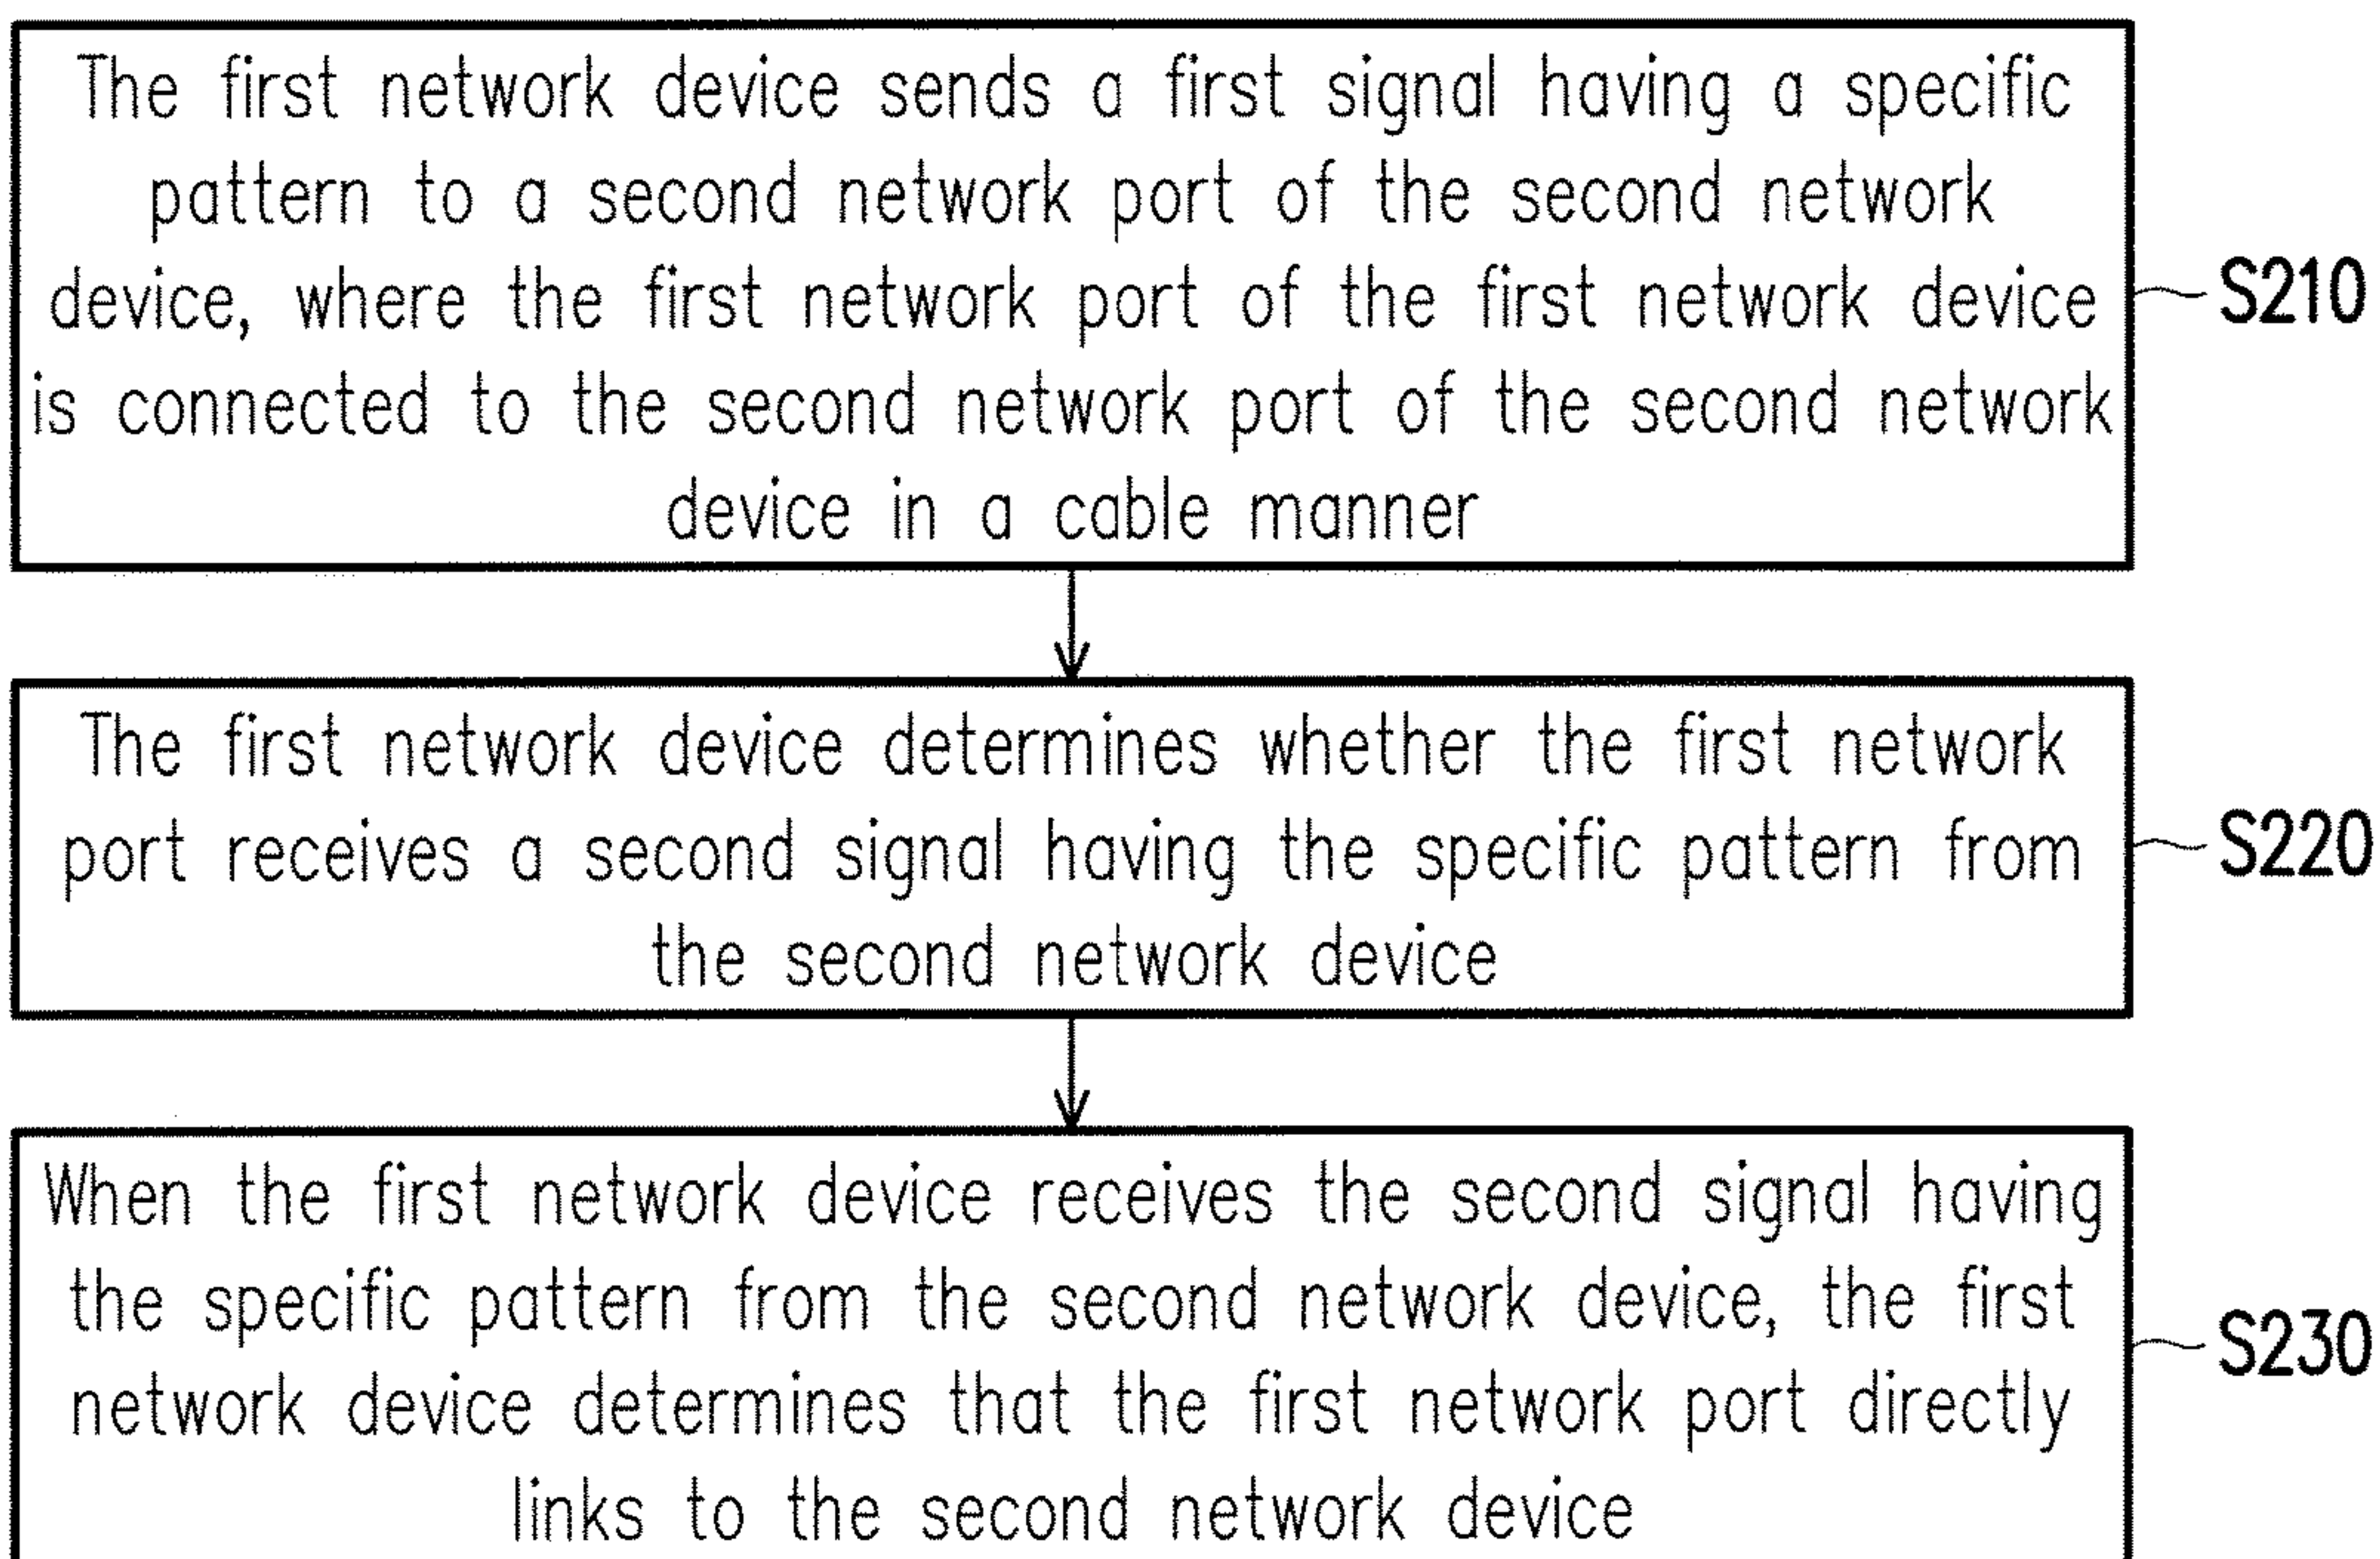 The first network device sends a first signal having a specific
pattern to a second network port of the second network
device, where the first network port of the first network device
is connected to the second network port of the second network
device in a cable manner
S210
The first network device determines whether the first network
port receives a second signal having the specific pattern from
the second network device
S220
When the first network device receives the second signal having
the specific pattern from the second network device, the first
network device determines that the first network port directly
links to the second network device
S230